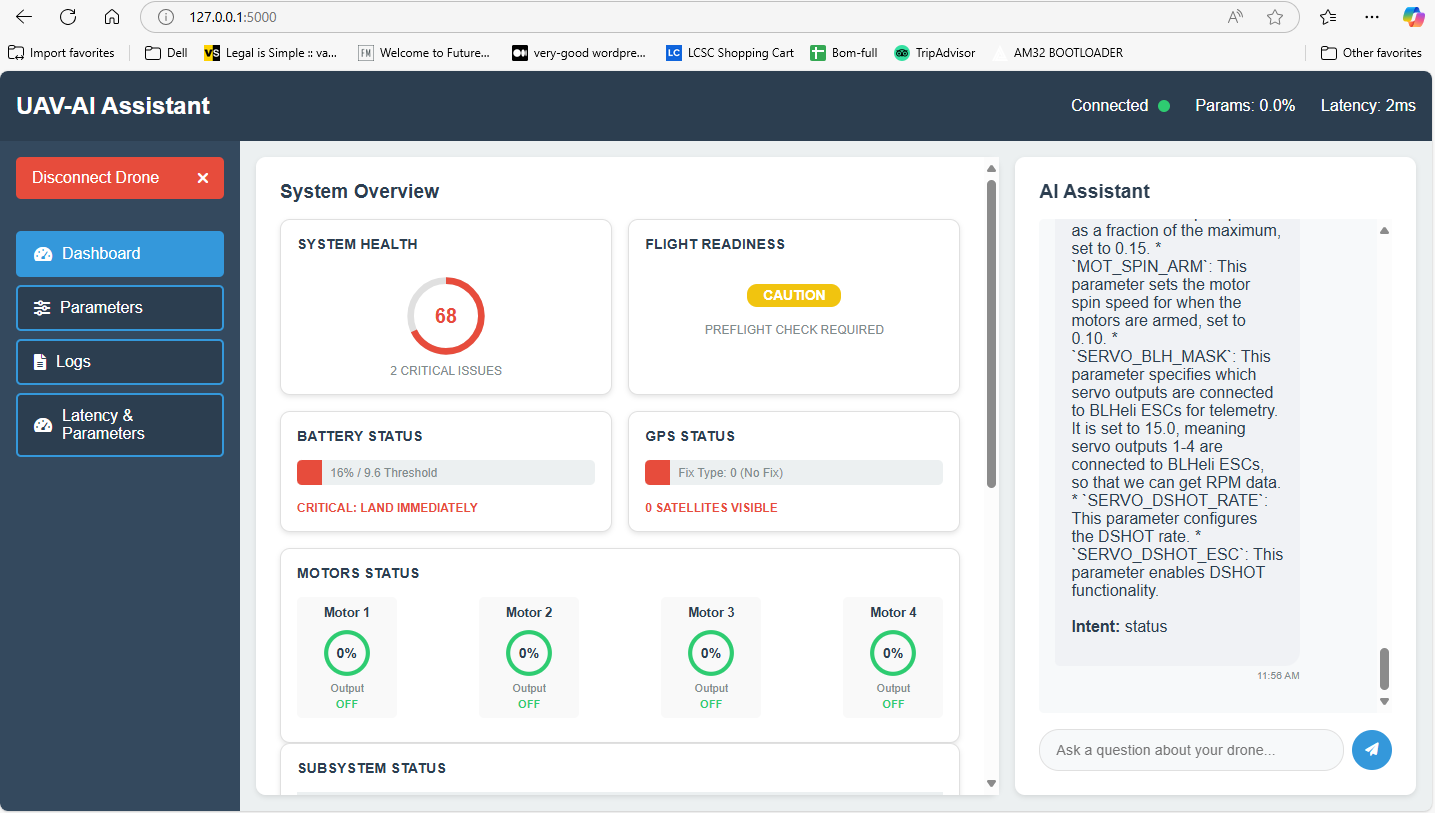 127.0.0.1:5000
Import favorites
Dell
VS
Legal is Simple :: va...
FM
Welcome to Future...
very-good wordpre...
LC
LCSC Shopping Cart
Bom-full
TripAdvisor
AM32 BOOTLOADER
Other favorites
UAV-AI Assistant
Connected
Params: 0.0%
Latency: 2ms
Disconnect Drone
×
Dashboard
Parameters
Logs
Latency &
Parameters
System Overview
SYSTEM HEALTH
68
2 CRITICAL ISSUES
FLIGHT READINESS
CAUTION
PREFLIGHT CHECK REQUIRED
BATTERY STATUS
16% / 9.6 Threshold
CRITICAL: LAND IMMEDIATELY
GPS STATUS
Fix Type: 0 (No Fix)
0 SATELLITES VISIBLE
MOTORS STATUS
Motor 1
0%
Output
OFF
Motor 2
0%
Output
OFF
Motor 3
0%
Output
OFF
Motor 4
0%
Output
OFF
SUBSYSTEM STATUS
AI Assistant
as a fraction of the maximum,
set to 0.15. *
`MOT_SPIN_ARM`: This
parameter sets the motor
spin speed for when the
motors are armed, set to
0.10. *
`SERVO_BLH_MASK`: This
parameter specifies which
servo outputs are connected
to BLHeli ESCs for telemetry.
It is set to 15.0, meaning
servo outputs 1-4 are
connected to BLHeli ESCs,
so that we can get RPM data.
* `SERVO_DSHOT_RATE`:
This parameter configures
the DSHOT rate. *
`SERVO_DSHOT_ESC`: This
parameter enables DSHOT
functionality.
Intent: status
11:56 AM
Ask a question about your drone...